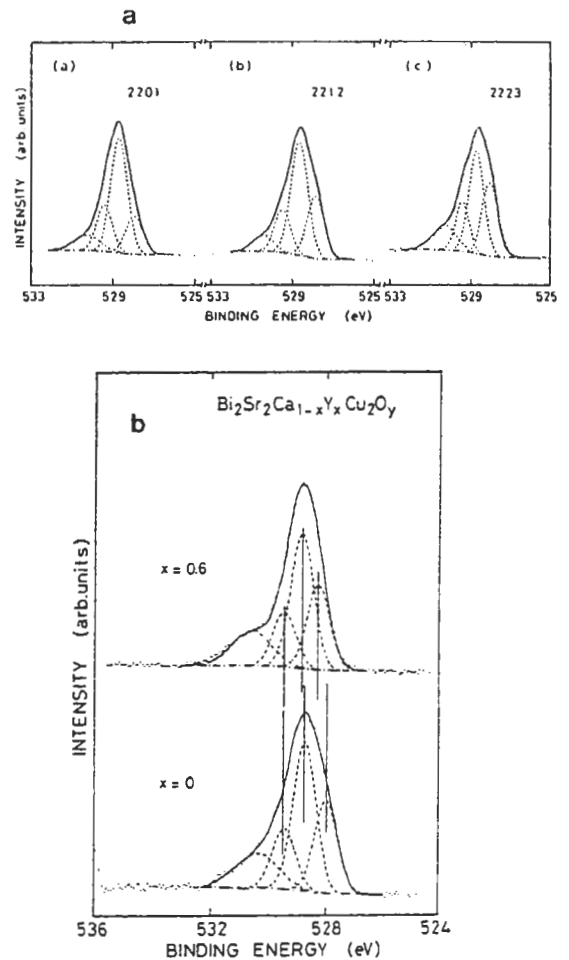 a
(a) (b) (c)
2201 2212 2223
INTENSITY (arb units)
533 529 525 533 529 525 533 529 525
BINDING ENERGY (eV)
b
Bi₂Sr₂Ca₁₋ₓYₓCu₂Oᵧ
x = 0.6
x = 0
INTENSITY (arb.units)
536 532 528 524
BINDING ENERGY (eV)